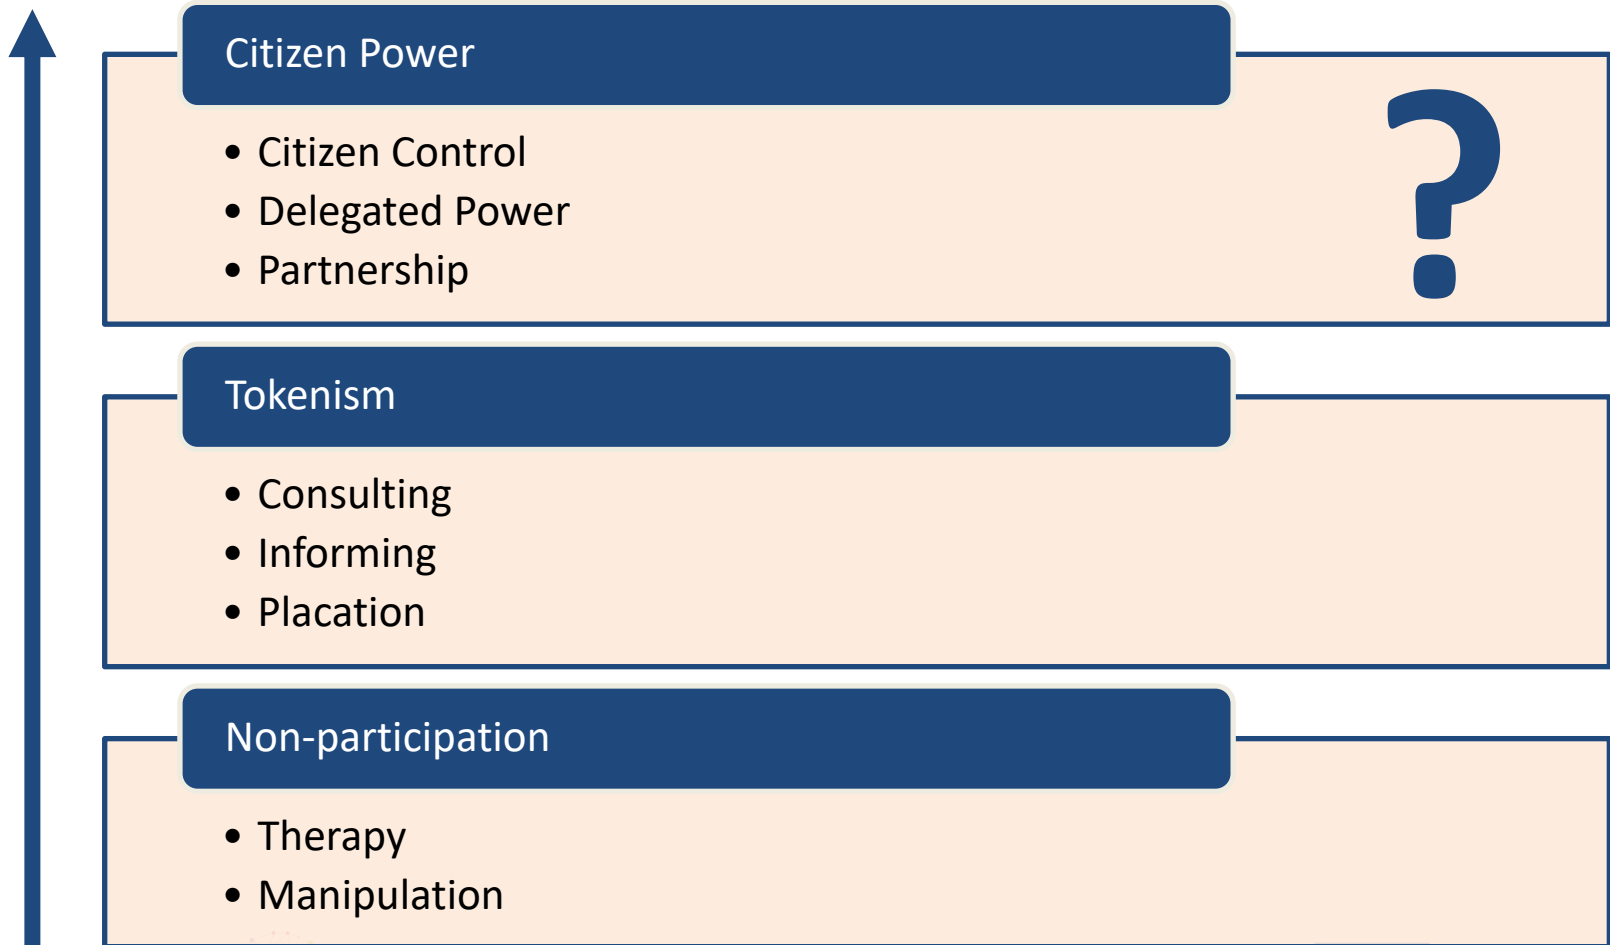 Citizen Power
?
• Citizen Control
• Delegated Power
• Partnership
Tokenism
• Consulting
• Informing
• Placation
Non-participation
• Therapy
• Manipulation